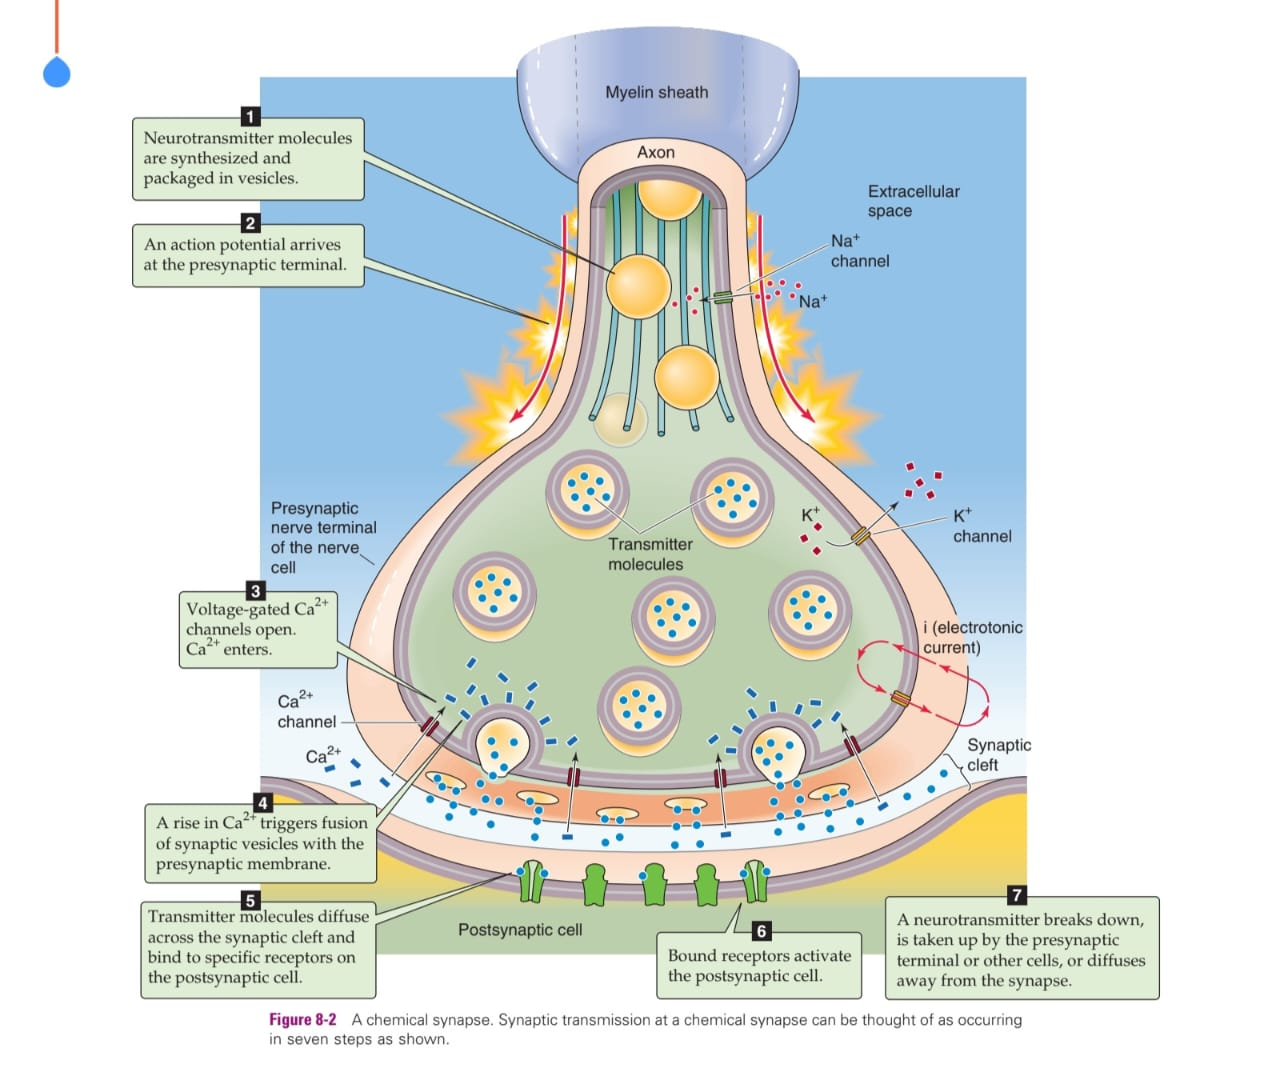 Myelin sheath
Axon
1
Neurotransmitter molecules
are synthesized and
packaged in vesicles.
2
An action potential arrives
at the presynaptic terminal.
Extracellular
space
Na⁺
channel
Na⁺
Presynaptic
nerve terminal
of the nerve
cell
Transmitter
molecules
K⁺
K⁺
channel
3
Voltage-gated Ca²⁺
channels open.
Ca²⁺ enters.
i (electrotonic
current)
Ca²⁺
channel
Ca²⁺
Synaptic
cleft
4
A rise in Ca²⁺ triggers fusion
of synaptic vesicles with the
presynaptic membrane.
5
Transmitter molecules diffuse
across the synaptic cleft and
bind to specific receptors on
the postsynaptic cell.
Postsynaptic cell
6
Bound receptors activate
the postsynaptic cell.
7
A neurotransmitter breaks down,
is taken up by the presynaptic
terminal or other cells, or diffuses
away from the synapse.
Figure 8-2 A chemical synapse. Synaptic transmission at a chemical synapse can be thought of as occurring
in seven steps as shown.